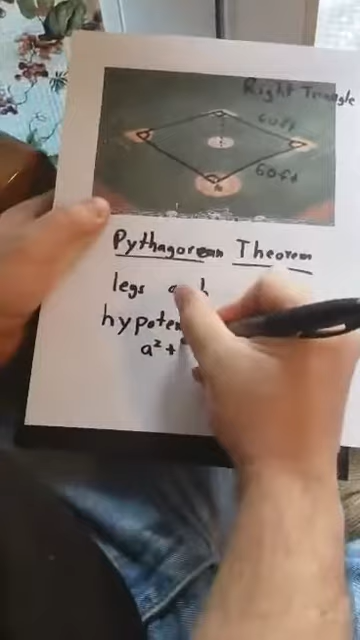 Right Triangle
60ft
60ft
Pythagorean Theorem
legs a b
hypoten
a² +